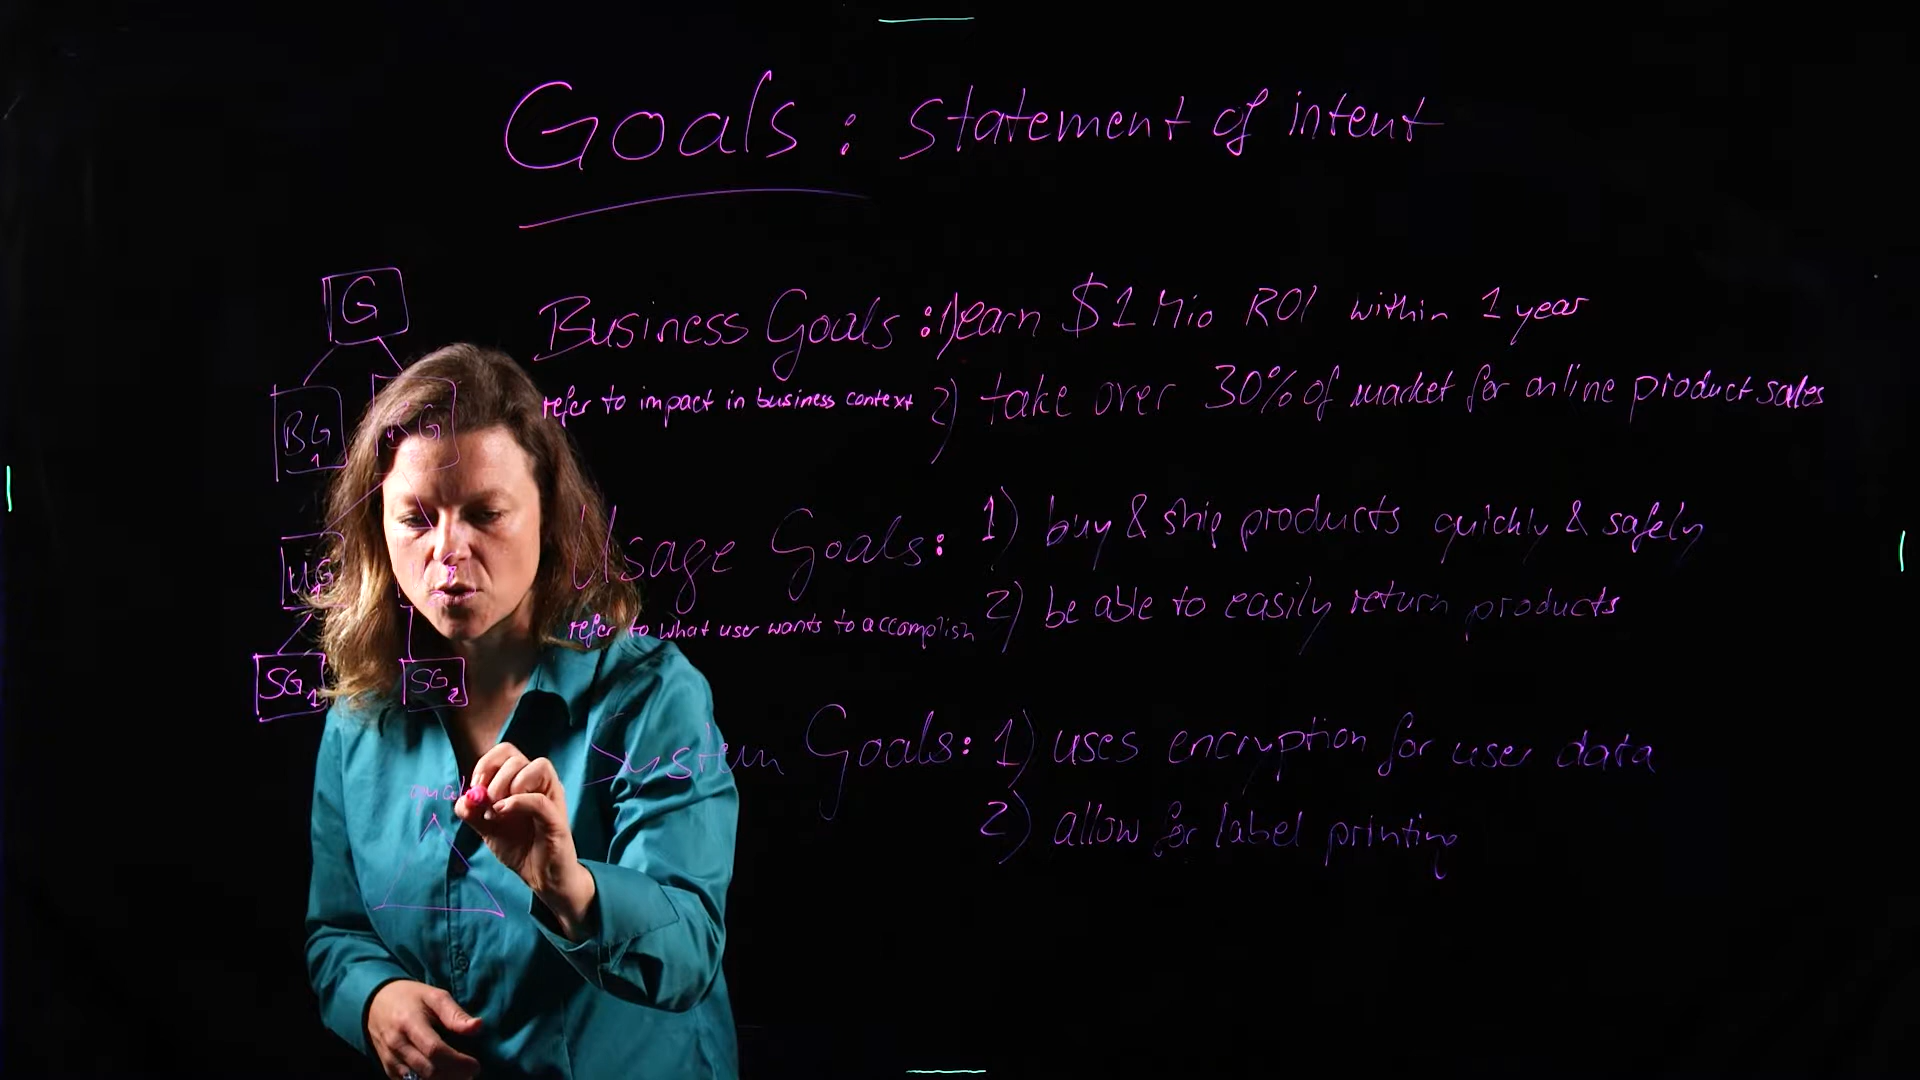 Goals: statement of intent
G
Business Goals: 1) earn $1 Mio ROI within 1 year
refer to impact in business context 2) take over 30% of market for online product sales
BG1 BG
Usage Goals: 1) buy & ship products quickly & safely
UG1
refer to what user wants to accomplish 2) be able to easily return products
SG1 SG2
System Goals: 1) uses encryption for user data
2) allow for label printing